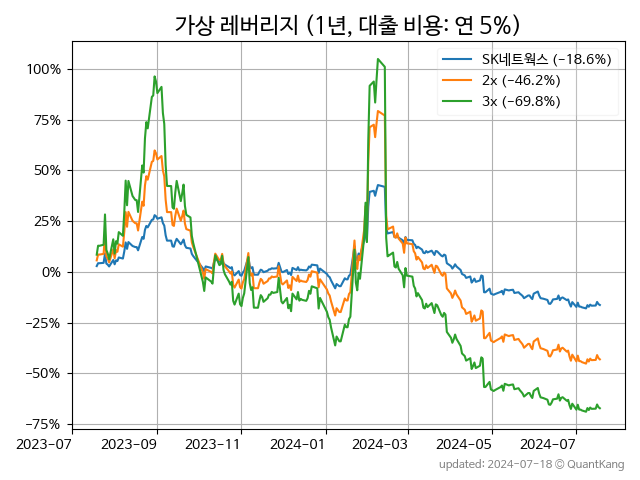 가상 레버리지 (1년, 대출 비용: 연 5%)
SK네트웍스 (−18.6%)
2x (−46.2%)
3x (−69.8%)
100%
75%
50%
25%
0%
−25%
−50%
−75%
2023-07 2023-09 2023-11 2024-01 2024-03 2024-05 2024-07
updated: 2024-07-18 © QuantKang